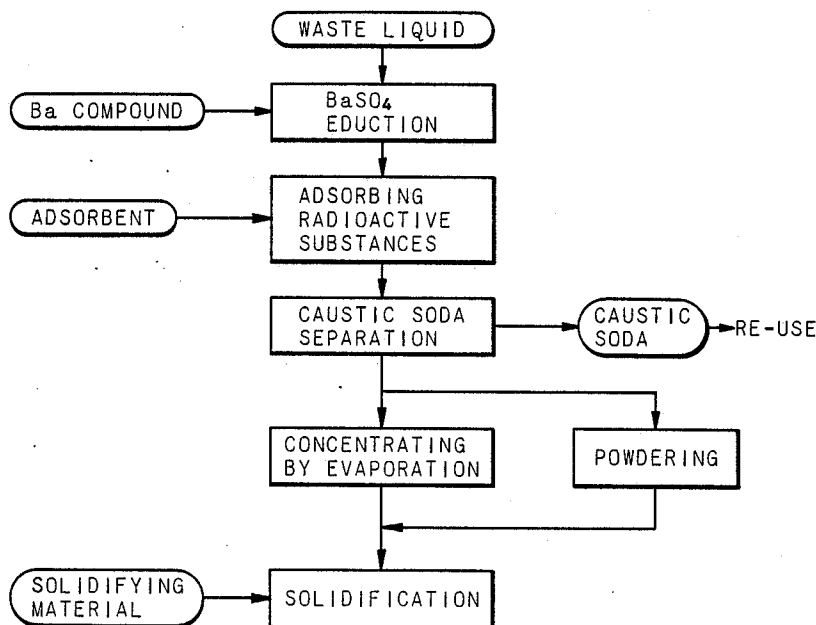 WASTE LIQUID
Ba COMPOUND
BaSO₄
EDUCTION
ADSORBENT
ADSORBING
RADIOACTIVE
SUBSTANCES
CAUSTIC SODA
SEPARATION
CAUSTIC
SODA
RE-USE
CONCENTRATING
BY EVAPORATION
POWDERING
SOLIDIFYING
MATERIAL
SOLIDIFICATION